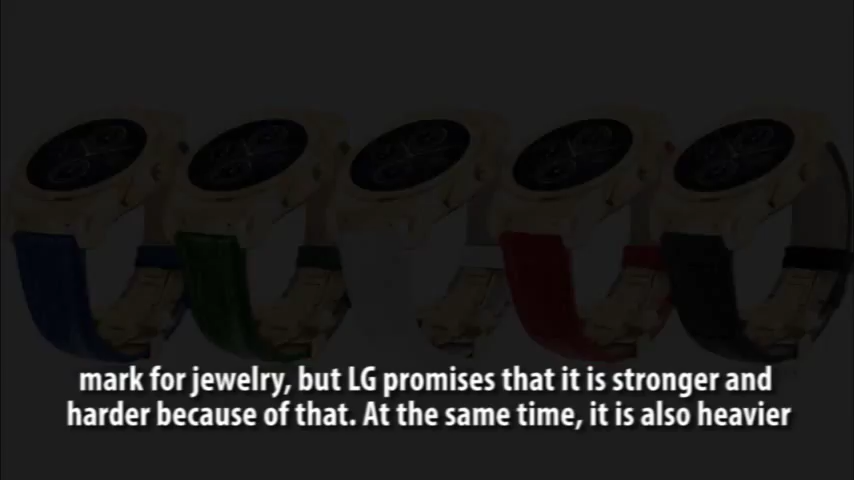 mark for jewelry, but LG promises that it is stronger and
harder because of that. At the same time, it is also heavier